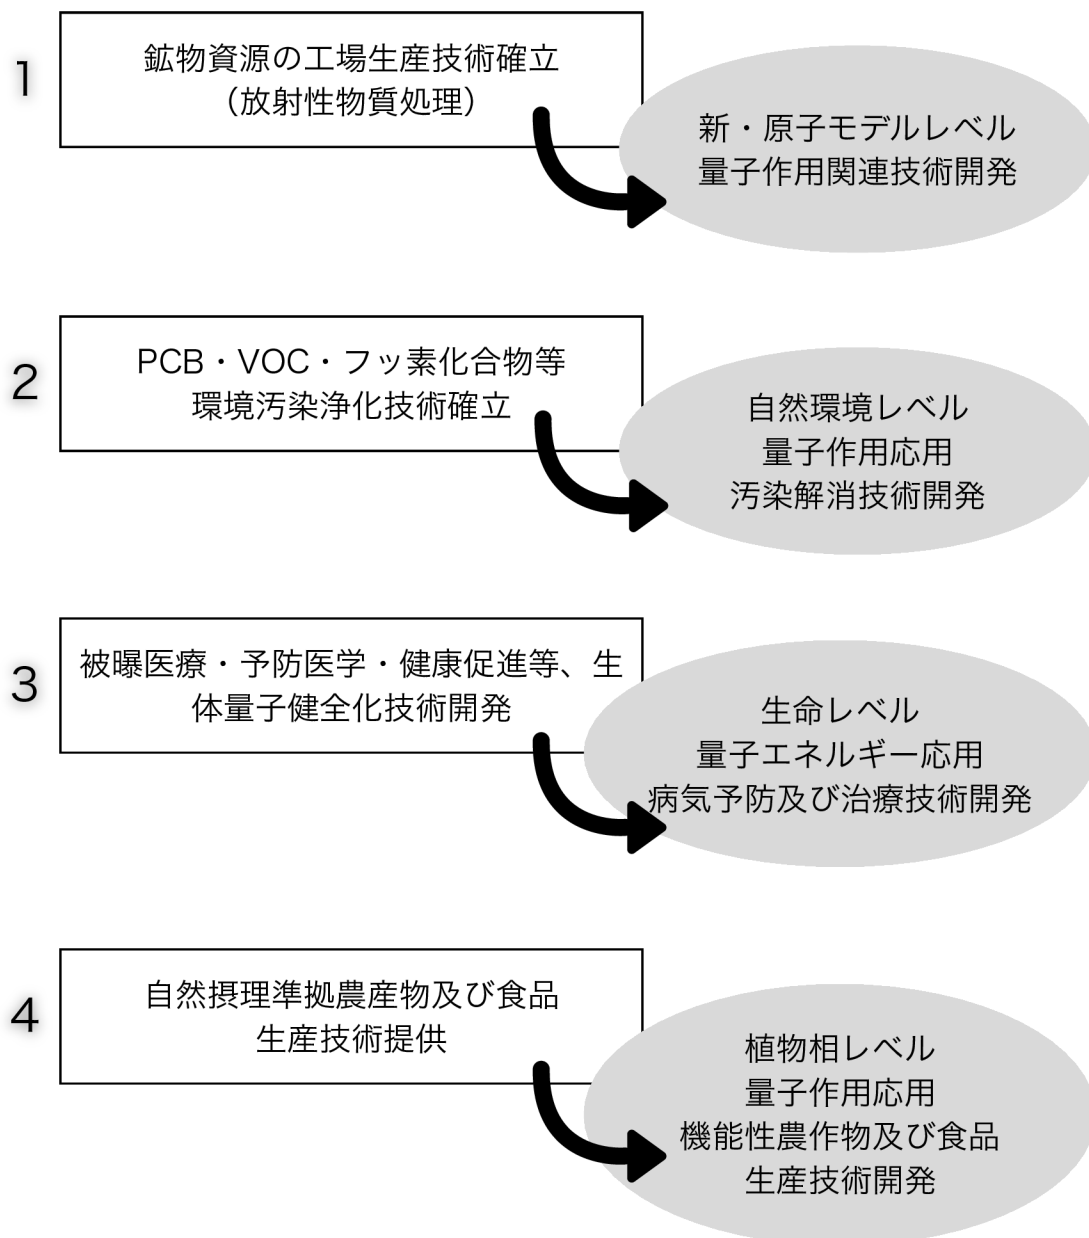 1
鉱物資源の工場生産技術確立
（放射性物質処理）
新・原子モデルレベル
量子作用関連技術開発
2
PCB・VOC・フッ素化合物等
環境汚染浄化技術確立
自然環境レベル
量子作用応用
汚染解消技術開発
3
被曝医療・予防医学・健康促進等、生
体量子健全化技術開発
生命レベル
量子エネルギー応用
病気予防及び治療技術開発
4
自然摂理準拠農産物及び食品
生産技術提供
植物相レベル
量子作用応用
機能性農作物及び食品
生産技術開発